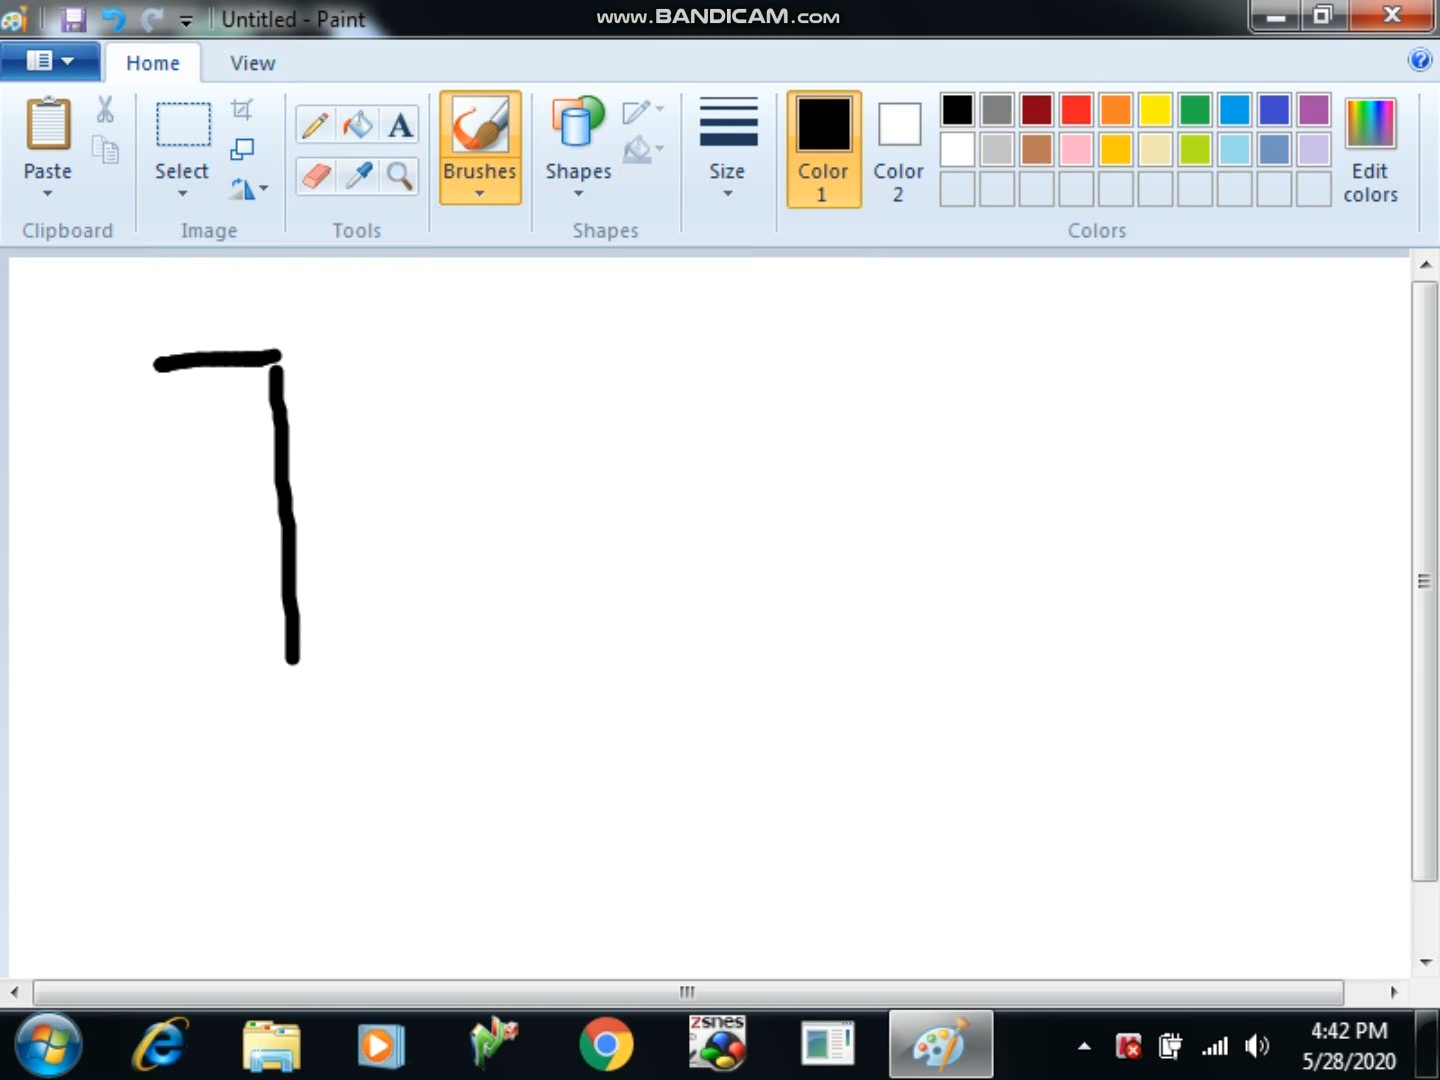 Untitled - Paint
www.BANDICAM.com
Home
View
Paste
Select
Brushes
Shapes
Size
Color 1
Color 2
Edit colors
Clipboard
Image
Tools
Shapes
Colors
7
zsnes
4:42 PM
5/28/2020